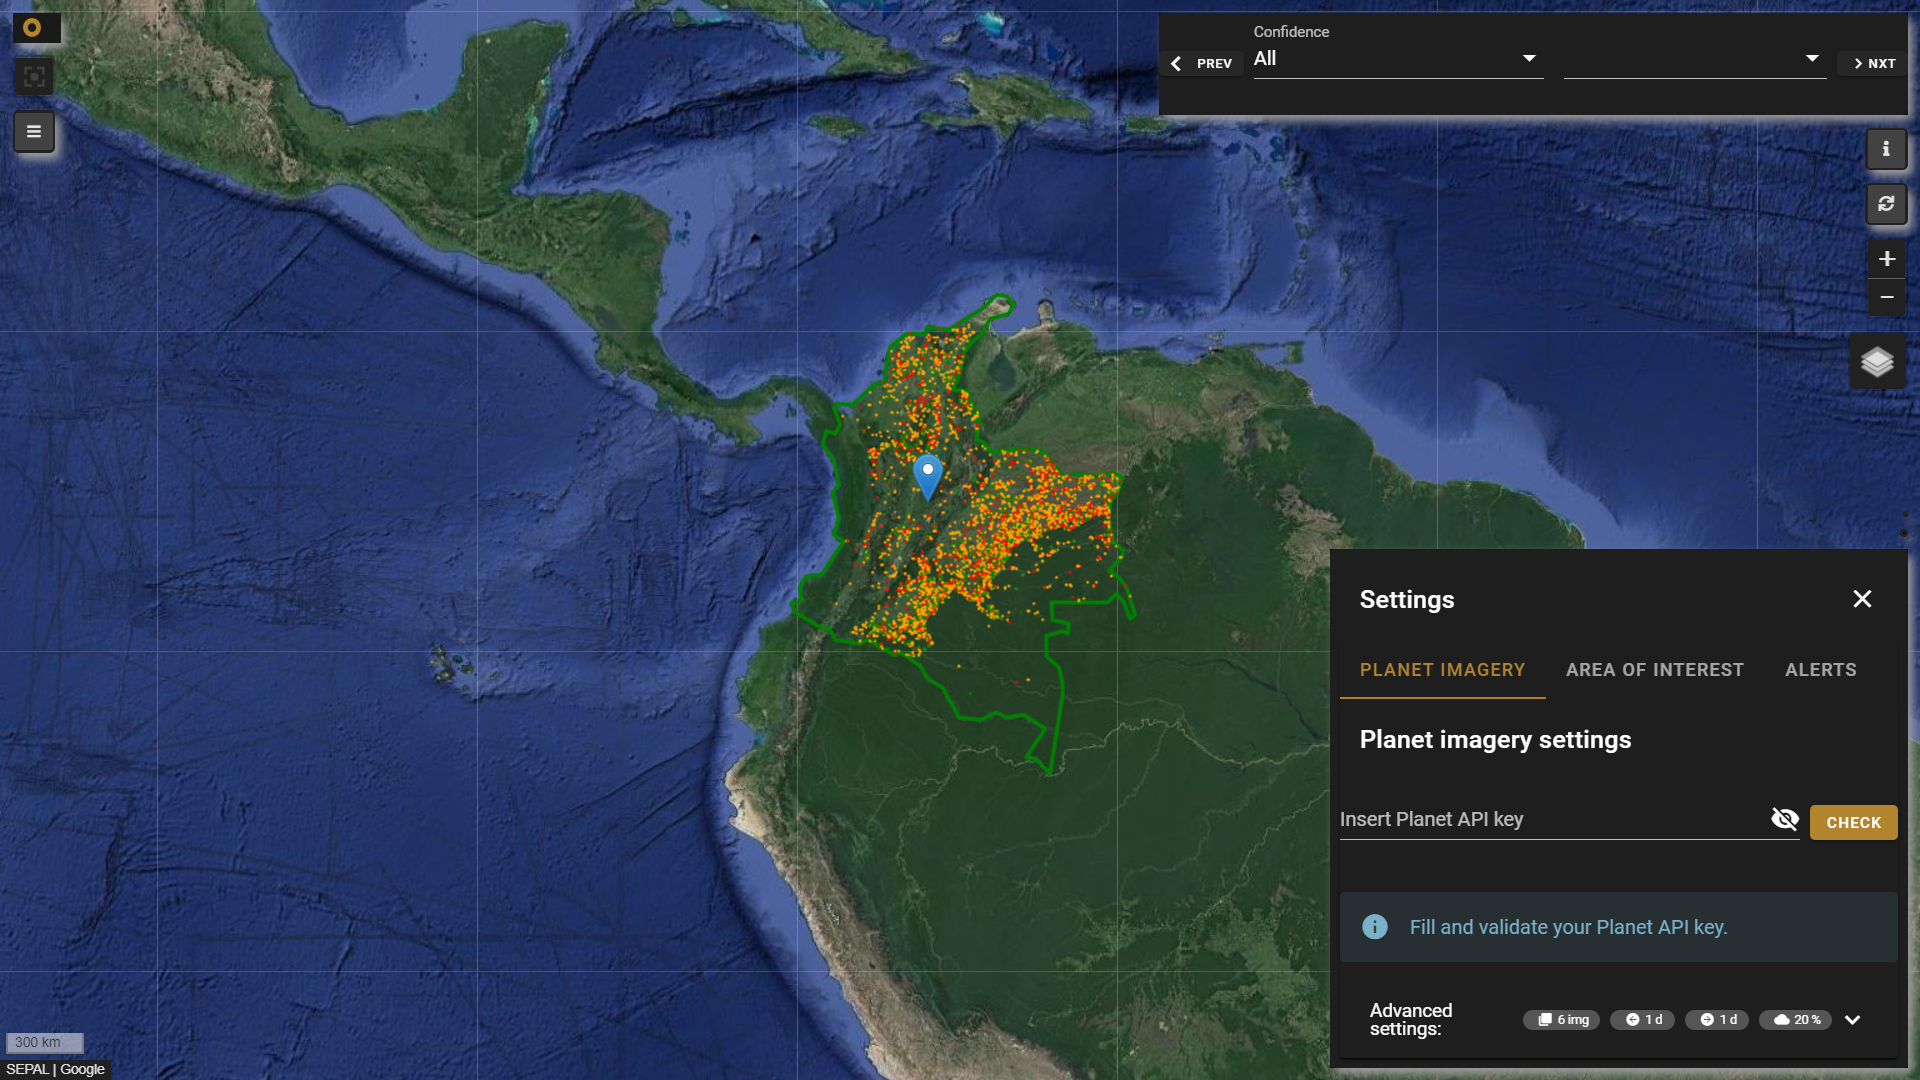 Confidence
All
PREV
NXT
Settings
PLANET IMAGERY
AREA OF INTEREST
ALERTS
Planet imagery settings
Insert Planet API key
CHECK
Fill and validate your Planet API key.
Advanced
settings:
6 img
1 d
1 d
20 %
300 km
SEPAL | Google